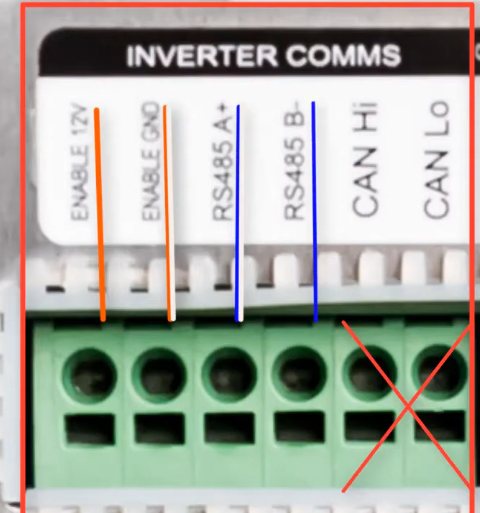 INVERTER COMMS
ENABLE 12V
ENABLE GND
RS485 A+
RS485 B-
CAN Hi
CAN Lo